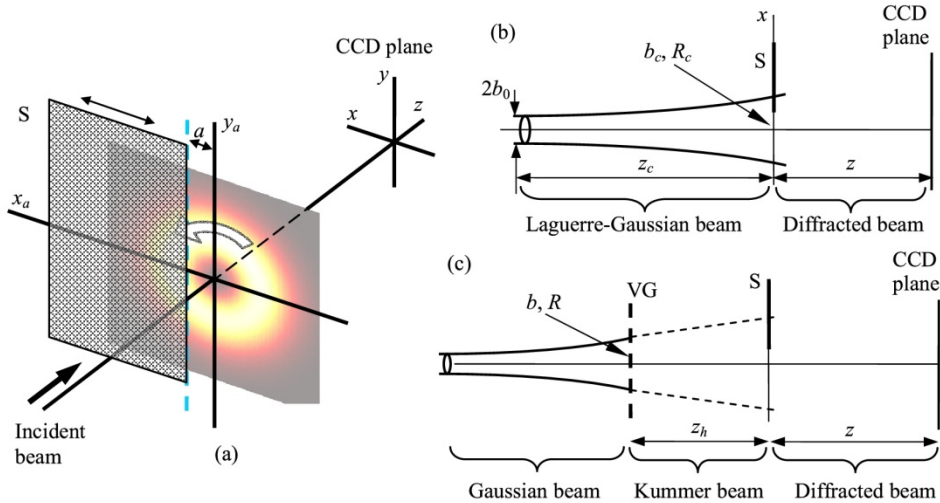 CCD plane
y
x
z
S
a
y_a
x_a
Incident
beam
(a)
(b)
x
CCD
plane
S
b_c, R_c
2b_0
z_c
z
Laguerre-Gaussian beam
Diffracted beam
(c)
CCD
plane
VG
S
b, R
z_h
z
Gaussian beam
Kummer beam
Diffracted beam